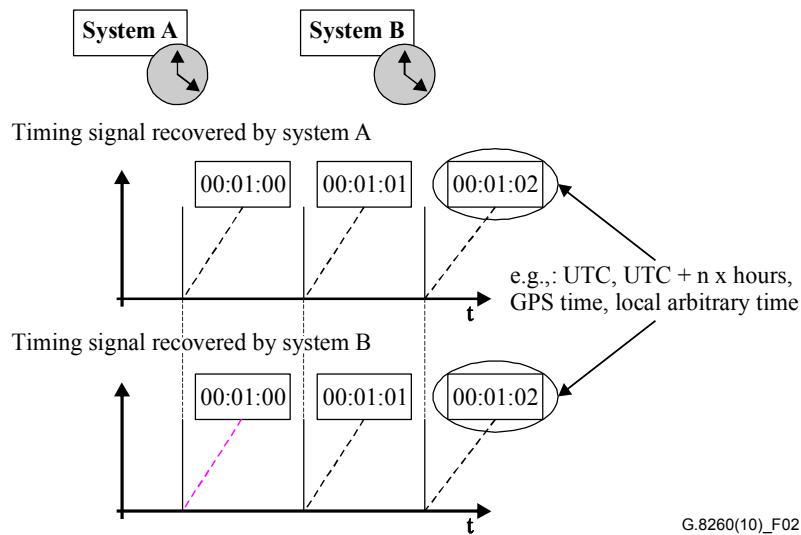 System A
System B
Timing signal recovered by system A
00:01:00
00:01:01
00:01:02
t
e.g.,: UTC, UTC + n x hours,
GPS time, local arbitrary time
Timing signal recovered by system B
00:01:00
00:01:01
00:01:02
t
G.8260(10)_F02